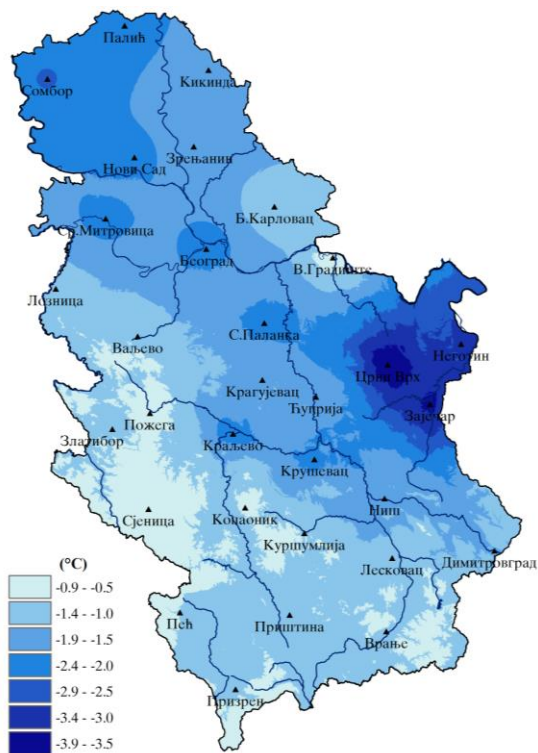 Палић
Сомбор
Кикинда
Зрењанин
Нови Сад
Б.Карловац
Ср.Митровица
Београд
В.Градиште
Лозница
С.Паланка
Ваљево
Неготин
Црни Врх
Крагујевац
Ћуприја
Зајечар
Пожега
Златибор
Краљево
Крушевац
Сјеница
Копаоник
Ниш
Куршумлија
Димитровград
Лесковац
(°C)
-0.9 - -0.5
-1.4 - -1.0
-1.9 - -1.5
-2.4 - -2.0
-2.9 - -2.5
-3.4 - -3.0
-3.9 - -3.5
Пећ
Приштина
Врање
Призрен